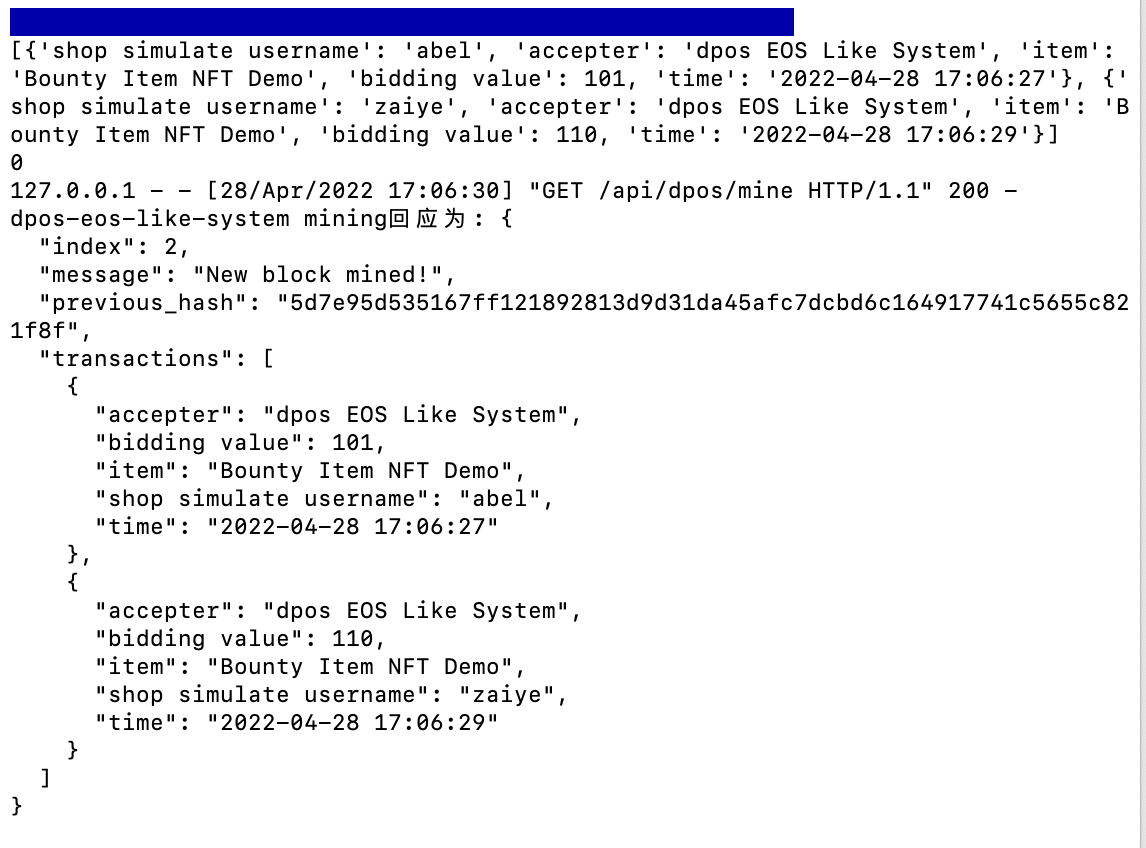 [{'shop simulate username': 'abel', 'accepter': 'dpos EOS Like System', 'item':
'Bounty Item NFT Demo', 'bidding value': 101, 'time': '2022-04-28 17:06:27'}, {'
shop simulate username': 'zaiye', 'accepter': 'dpos EOS Like System', 'item': 'B
ounty Item NFT Demo', 'bidding value': 110, 'time': '2022-04-28 17:06:29'}]
0
127.0.0.1 - - [28/Apr/2022 17:06:30] "GET /api/dpos/mine HTTP/1.1" 200 -
dpos-eos-like-system mining回应为: {
  "index": 2,
  "message": "New block mined!",
  "previous_hash": "5d7e95d535167ff121892813d9d31da45afc7dcbd6c164917741c5655c82
1f8f",
  "transactions": [
    {
      "accepter": "dpos EOS Like System",
      "bidding value": 101,
      "item": "Bounty Item NFT Demo",
      "shop simulate username": "abel",
      "time": "2022-04-28 17:06:27"
    },
    {
      "accepter": "dpos EOS Like System",
      "bidding value": 110,
      "item": "Bounty Item NFT Demo",
      "shop simulate username": "zaiye",
      "time": "2022-04-28 17:06:29"
    }
  ]
}